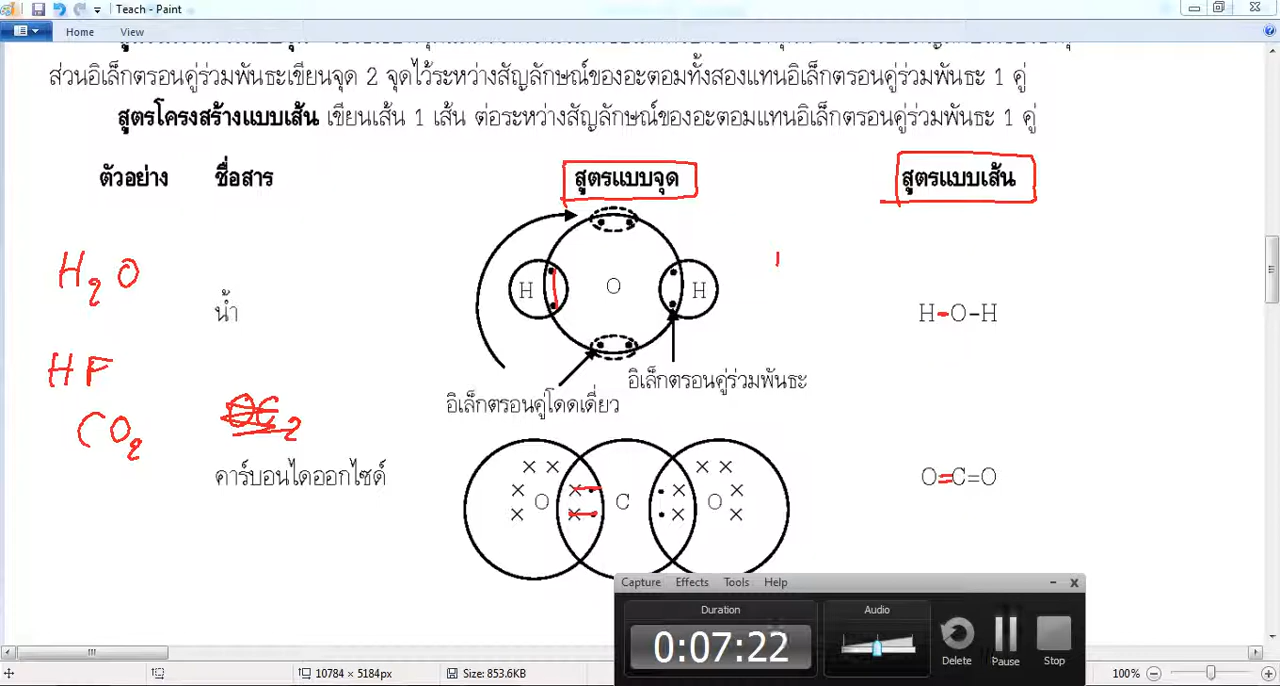 Teach - Paint
Home View
ส่วนอิเล็กตรอนคู่ร่วมพันธะเขียนจุด 2 จุดไว้ระหว่างสัญลักษณ์ของอะตอมทั้งสองแทนอิเล็กตรอนคู่ร่วมพันธะ 1 คู่
สูตรโครงสร้างแบบเส้น เขียนเส้น 1 เส้น ต่อระหว่างสัญลักษณ์ของอะตอมแทนอิเล็กตรอนคู่ร่วมพันธะ 1 คู่
ตัวอย่าง ชื่อสาร สูตรแบบจุด สูตรแบบเส้น
H2O
H O H
น้ำ
H-O-H
HF
อิเล็กตรอนคู่ร่วมพันธะ
อิเล็กตรอนคู่โดดเดี่ยว
CO2
คาร์บอนไดออกไซด์
O C O
O=C=O
Capture Effects Tools Help
Duration
Audio
0:07:22
Delete Pause Stop
10784 × 5184px
Size: 853.6KB
100%